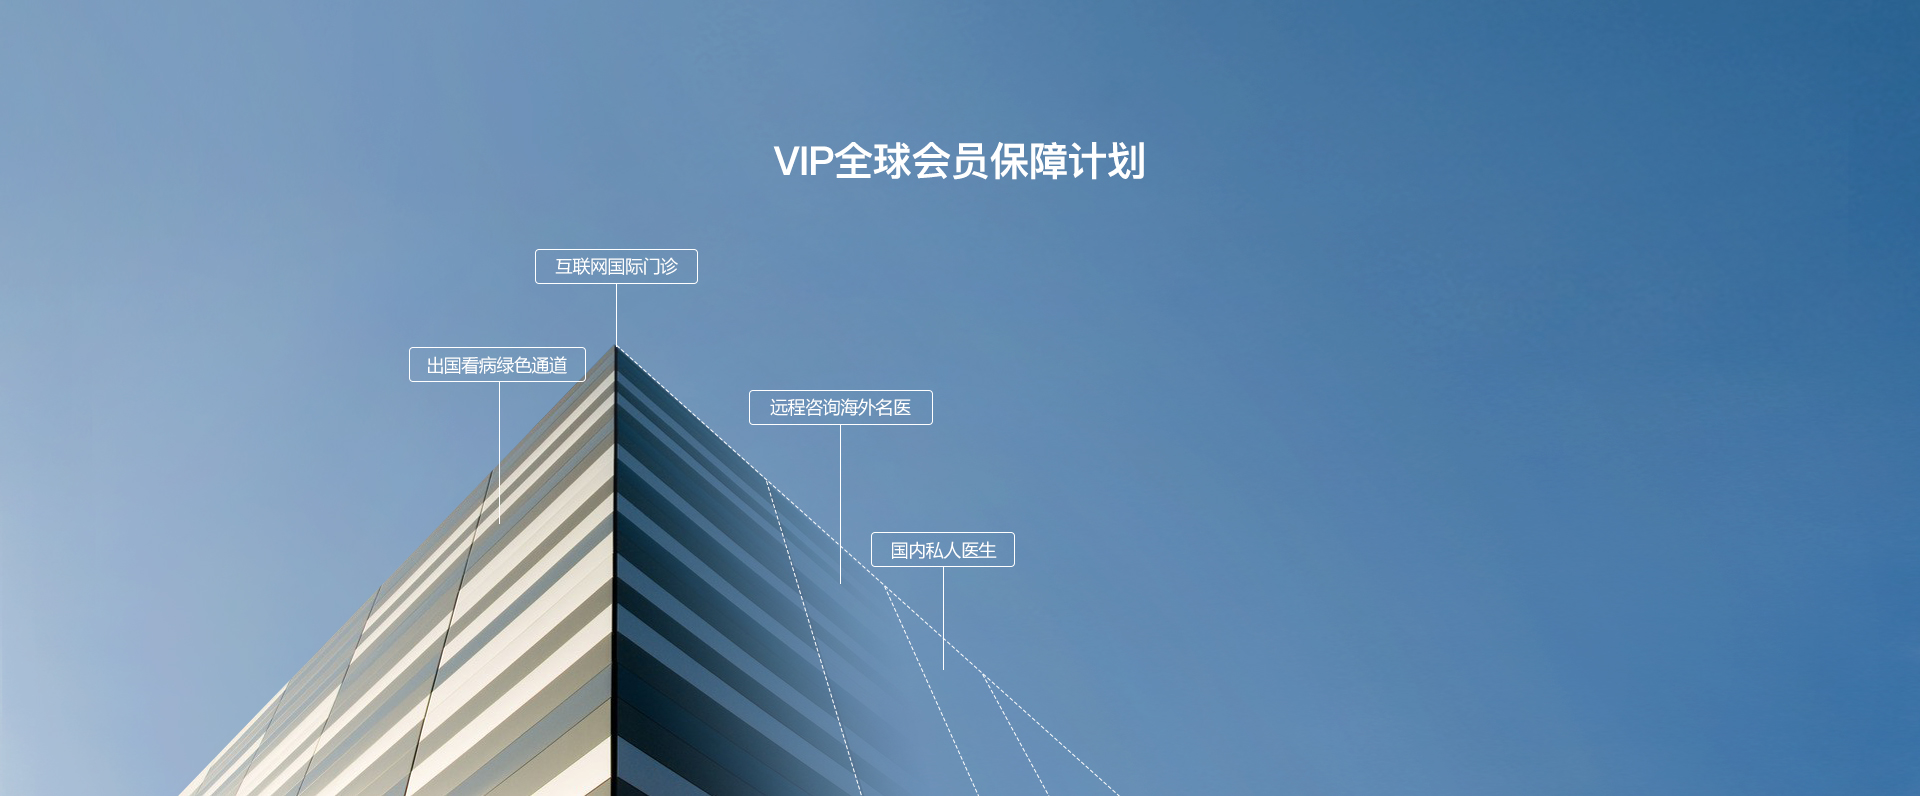 VIP全球会员保障计划
互联网国际门诊
出国看病绿色通道
远程咨询海外名医
国内私人医生